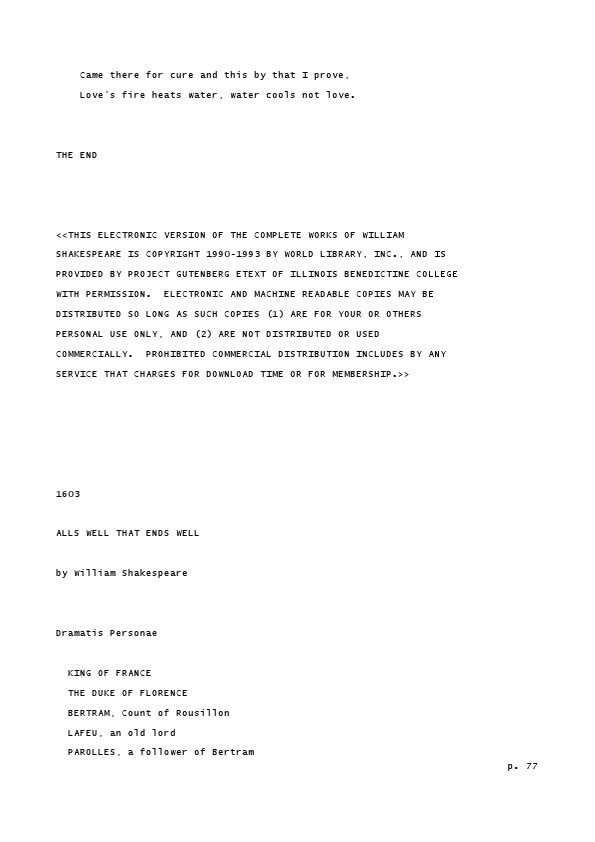 Came there for cure and this by that I prove,
Love's fire heats water, water cools not love.
THE END
<<THIS ELECTRONIC VERSION OF THE COMPLETE WORKS OF WILLIAM
SHAKESPEARE IS COPYRIGHT 1990-1993 BY WORLD LIBRARY, INC., AND IS
PROVIDED BY PROJECT GUTENBERG ETEXT OF ILLINOIS BENEDICTINE COLLEGE
WITH PERMISSION.  ELECTRONIC AND MACHINE READABLE COPIES MAY BE
DISTRIBUTED SO LONG AS SUCH COPIES (1) ARE FOR YOUR OR OTHERS
PERSONAL USE ONLY, AND (2) ARE NOT DISTRIBUTED OR USED
COMMERCIALLY.  PROHIBITED COMMERCIAL DISTRIBUTION INCLUDES BY ANY
SERVICE THAT CHARGES FOR DOWNLOAD TIME OR FOR MEMBERSHIP.>>
1603
ALLS WELL THAT ENDS WELL
by William Shakespeare
Dramatis Personae
KING OF FRANCE
THE DUKE OF FLORENCE
BERTRAM, Count of Rousillon
LAFEU, an old lord
PAROLLES, a follower of Bertram
p. 77